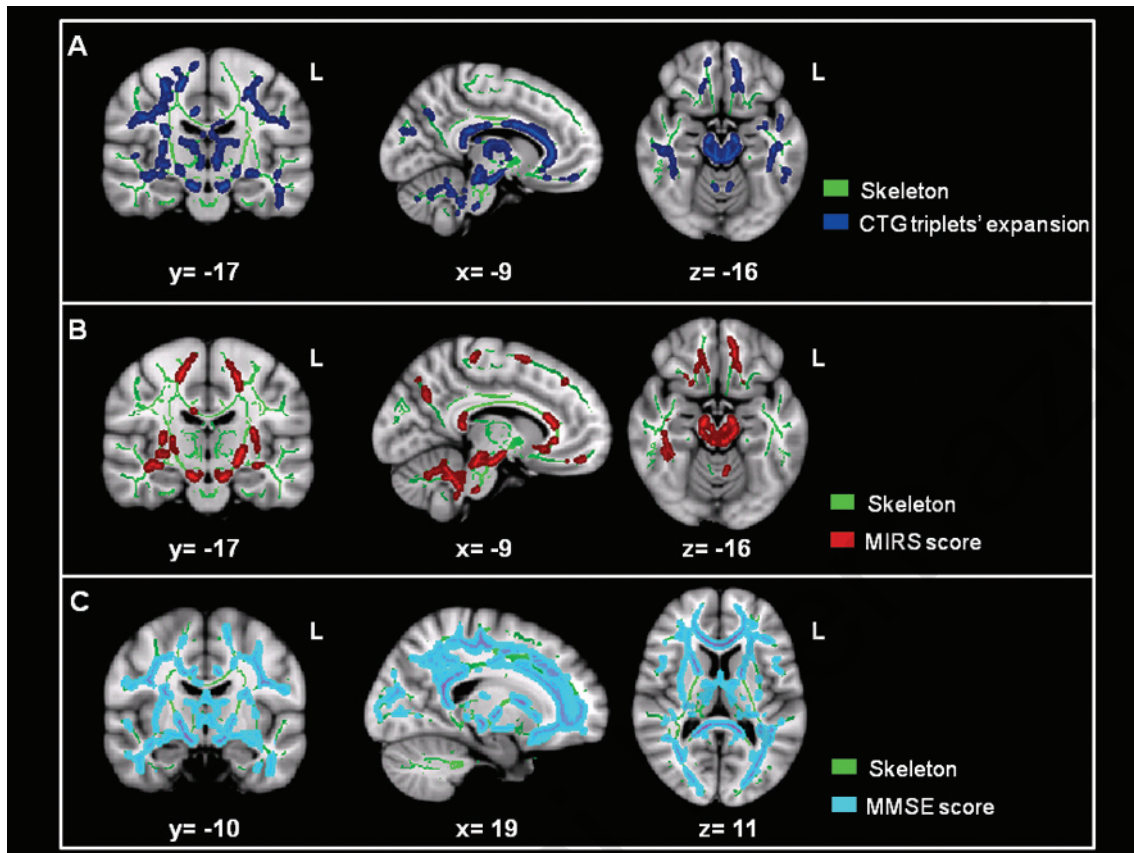 A
L
Skeleton
CTG triplets' expansion
y= -17
x= -9
z= -16
B
L
L
Skeleton
MIRS score
y= -17
x= -9
z= -16
C
L
L
Skeleton
MMSE score
y= -10
x= 19
z= 11